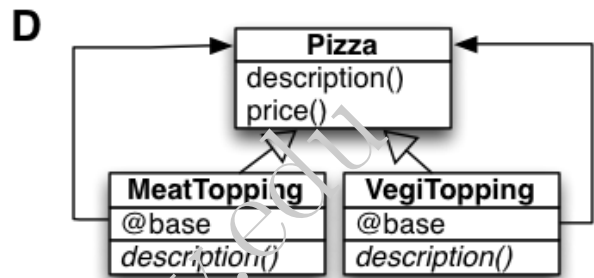 D
Pizza
description()
price()
MeatTopping
@base
description()
VegiTopping
@base
description()